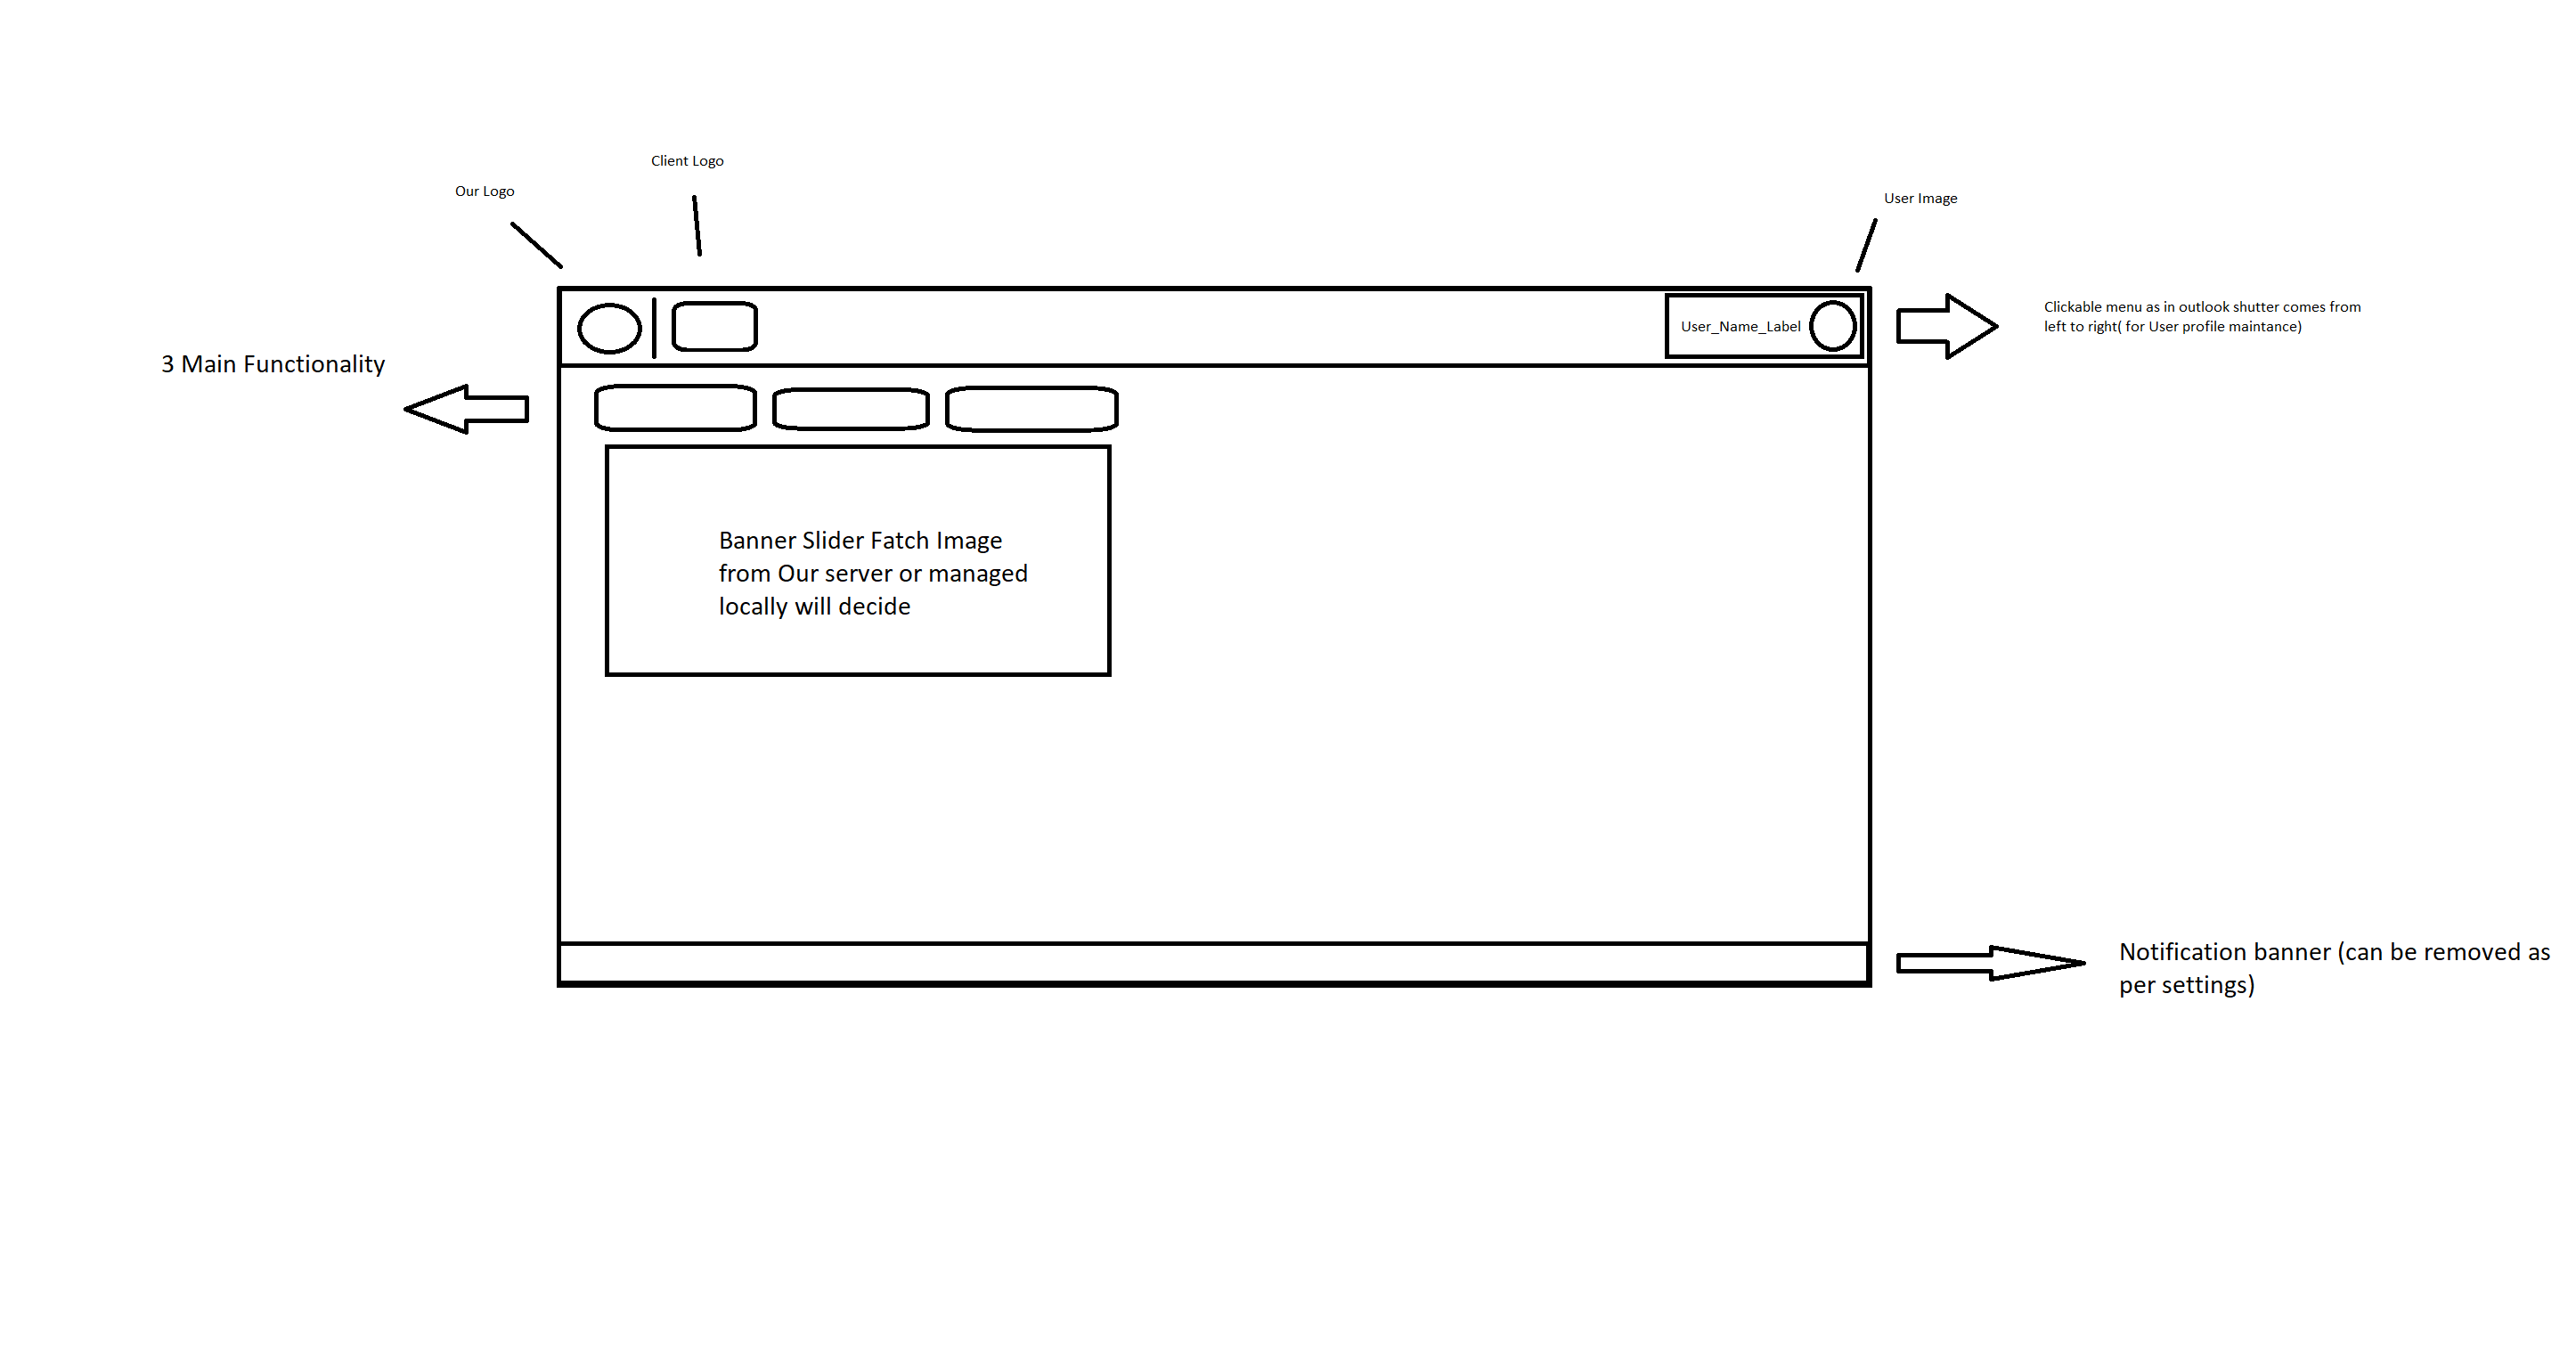 Client Logo
Our Logo
User Image
Clickable menu as in outlook shutter comes from
left to right( for User profile maintance)
User_Name_Label
3 Main Functionality
Banner Slider Fatch Image
from Our server or managed
locally will decide
Notification banner (can be removed as
per settings)